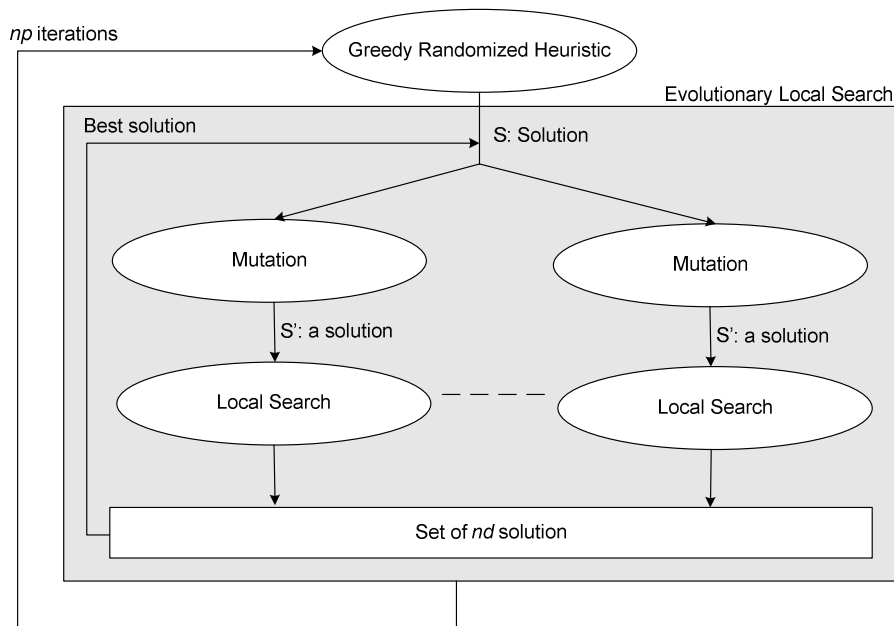 np iterations
Greedy Randomized Heuristic
Evolutionary Local Search
Best solution
S: Solution
Mutation
Mutation
S’: a solution
S’: a solution
Local Search
Local Search
Set of nd solution